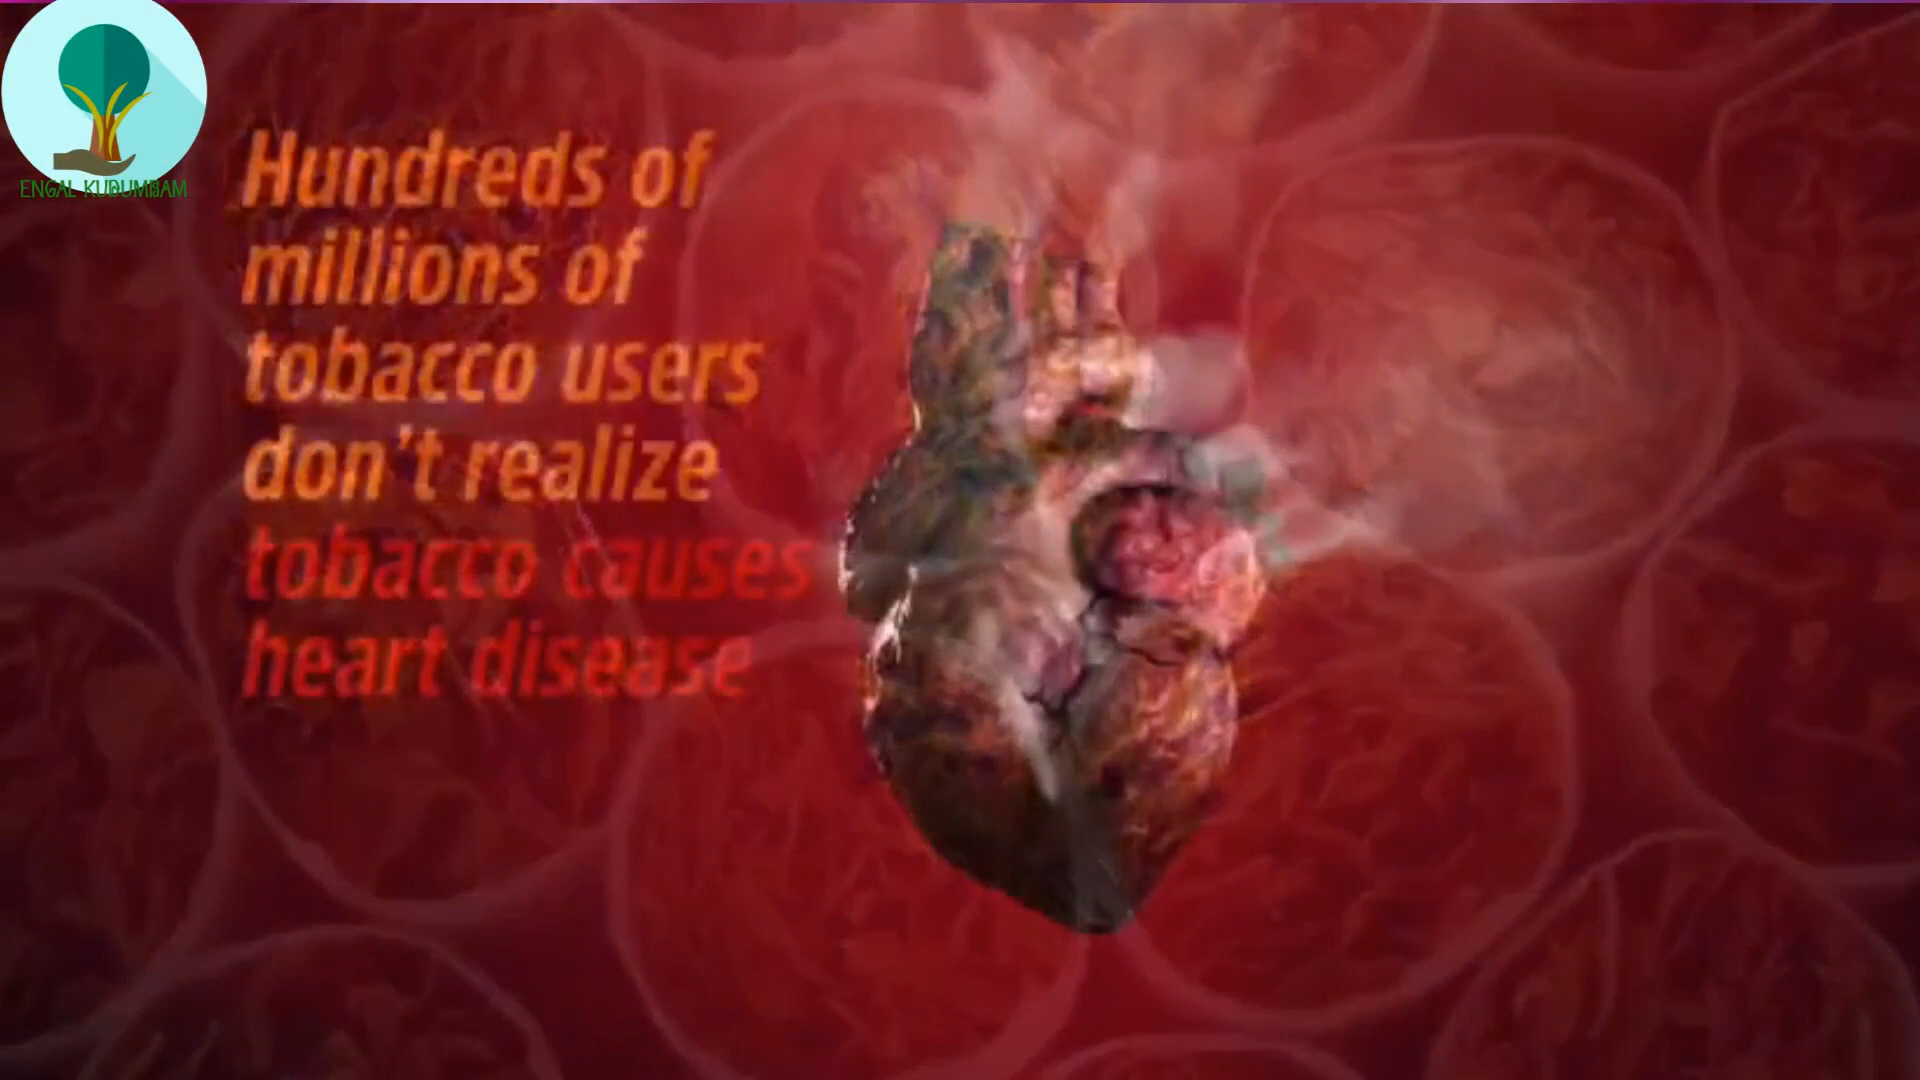 ENGAL KUDUMBAM
Hundreds of
millions of
tobacco users
don't realize
tobacco causes
heart disease